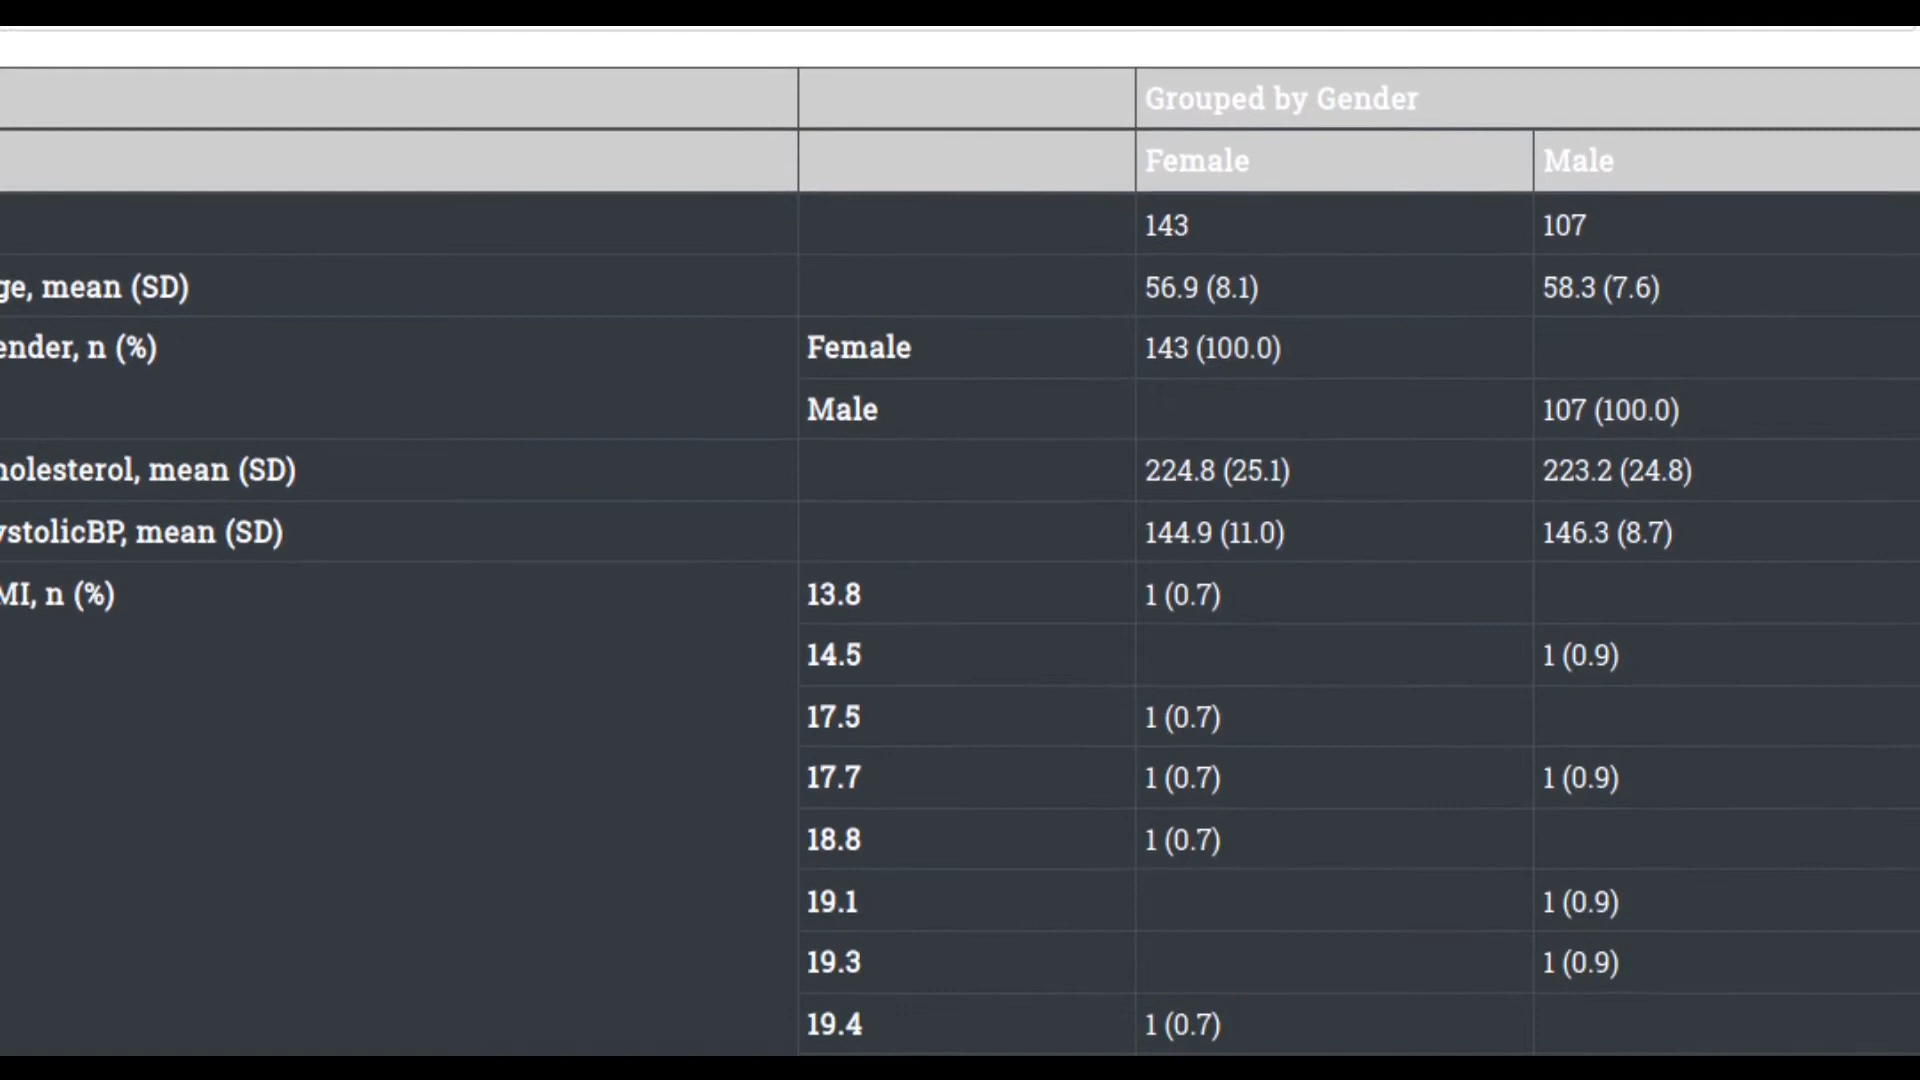 Grouped by Gender
Female Male
143 107
ge, mean (SD) 56.9 (8.1) 58.3 (7.6)
ender, n (%) Female 143 (100.0)
Male 107 (100.0)
holesterol, mean (SD) 224.8 (25.1) 223.2 (24.8)
ystolicBP, mean (SD) 144.9 (11.0) 146.3 (8.7)
MI, n (%) 13.8 1 (0.7)
14.5 1 (0.9)
17.5 1 (0.7)
17.7 1 (0.7) 1 (0.9)
18.8 1 (0.7)
19.1 1 (0.9)
19.3 1 (0.9)
19.4 1 (0.7)